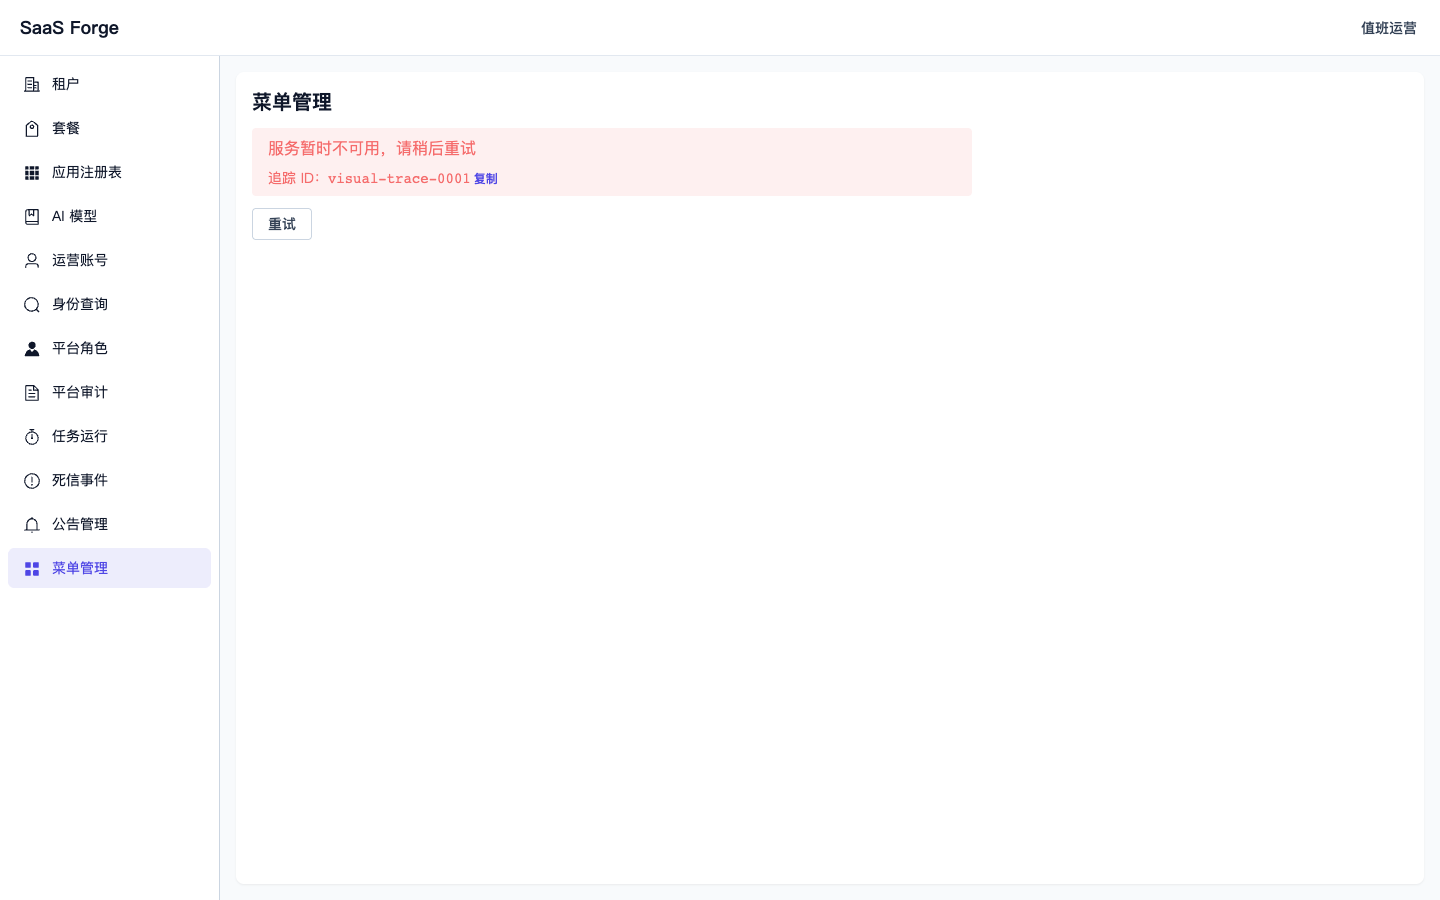 SaaS Forge
值班运营
租户
套餐
应用注册表
AI 模型
运营账号
身份查询
平台角色
平台审计
任务运行
死信事件
公告管理
菜单管理
菜单管理
服务暂时不可用，请稍后重试
追踪 ID：visual-trace-0001 复制
重试